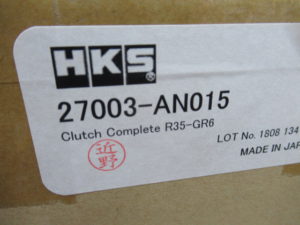 HKS
27003-AN015
Clutch Complete R35-GR6
近野
LOT No. 1808 134
MADE IN JAP